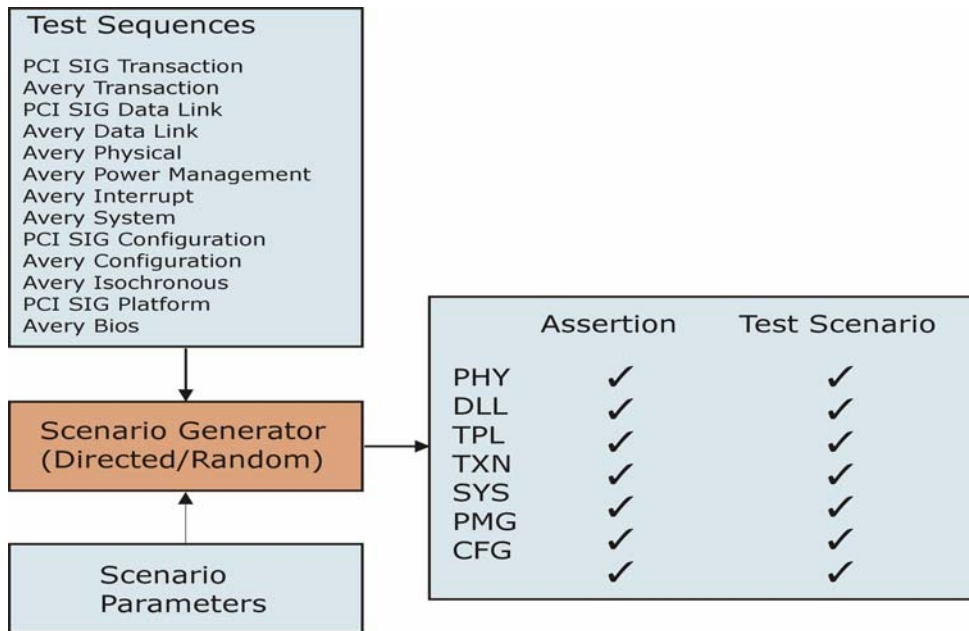 Test Sequences
PCI SIG Transaction
Avery Transaction
PCI SIG Data Link
Avery Data Link
Avery Physical
Avery Power Management
Avery Interrupt
Avery System
PCI SIG Configuration
Avery Configuration
Avery Isochronous
PCI SIG Platform
Avery Bios
Scenario Generator
(Directed/Random)
Scenario
Parameters
Assertion Test Scenario
PHY ✓ ✓
DLL ✓ ✓
TPL ✓ ✓
TXN ✓ ✓
SYS ✓ ✓
PMG ✓ ✓
CFG ✓ ✓